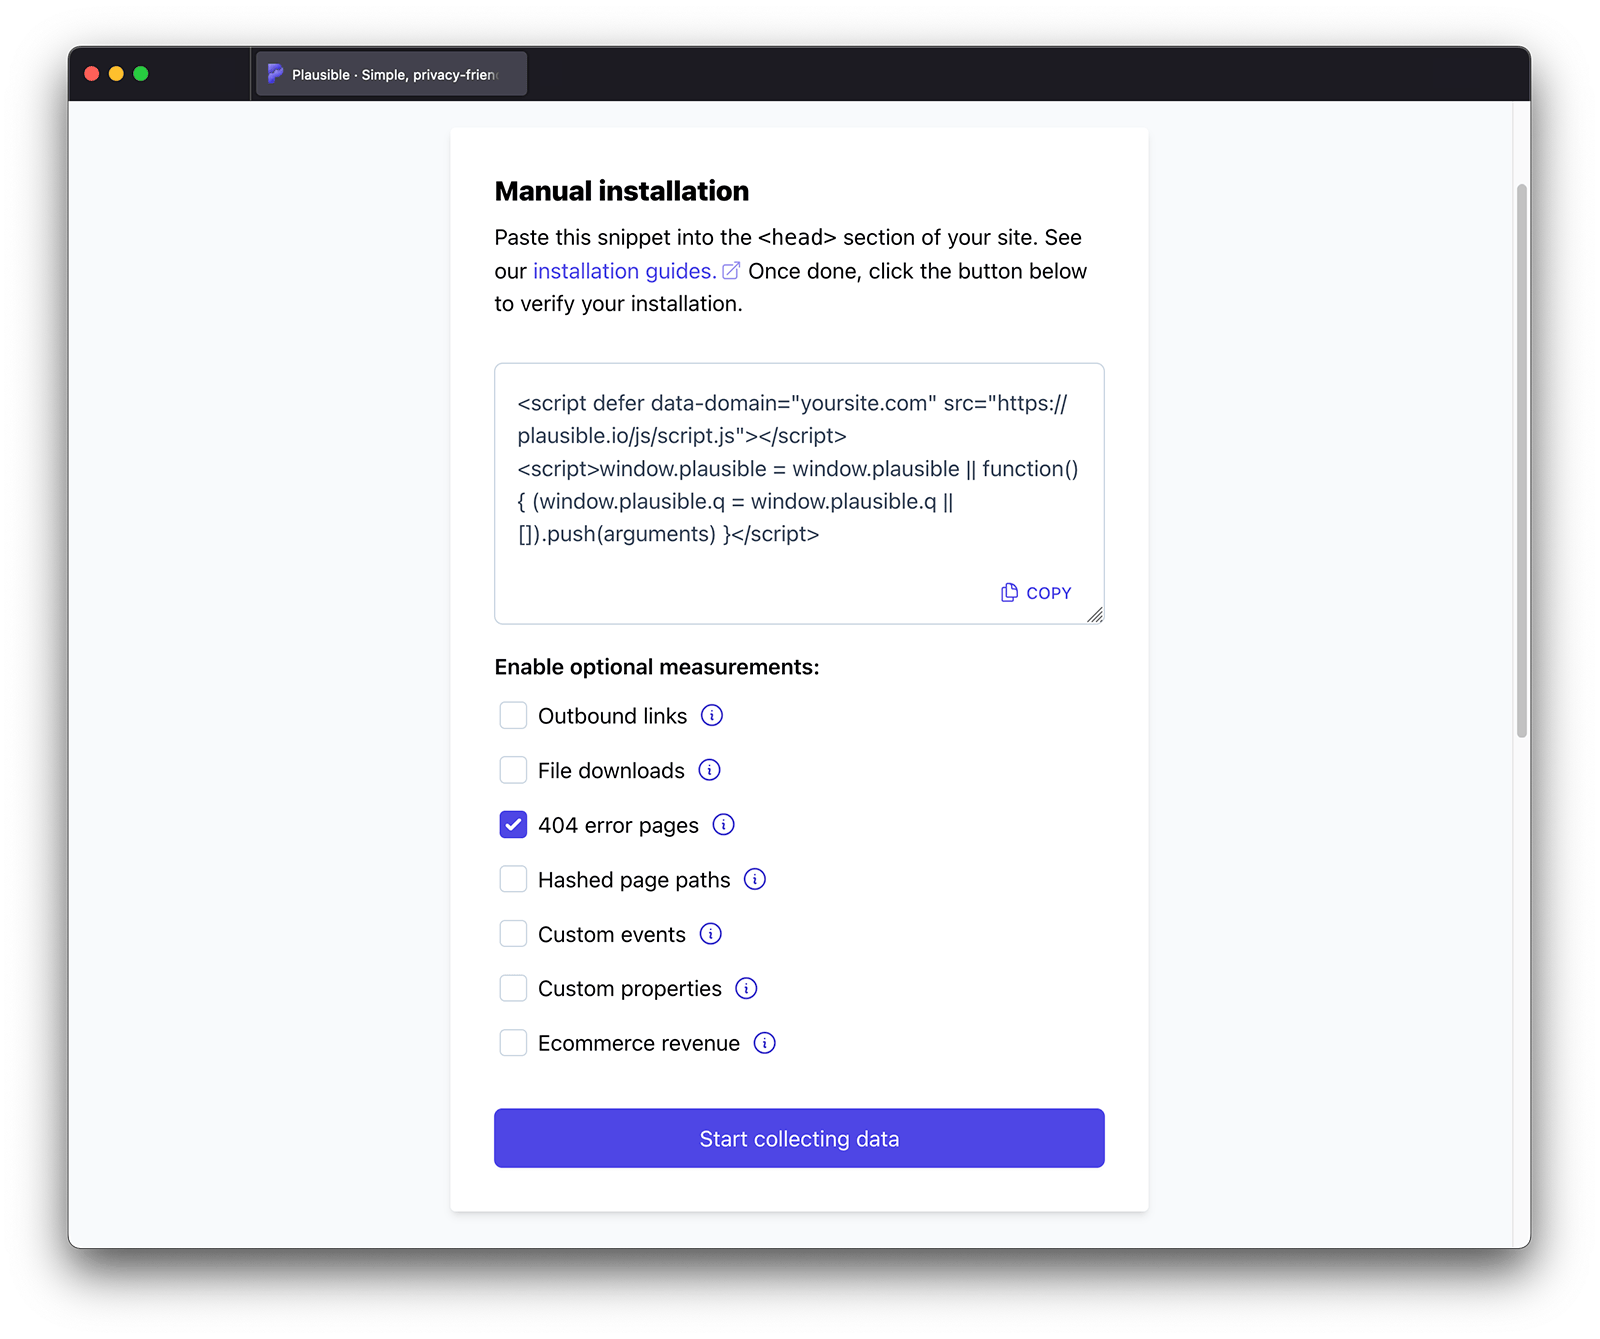 Plausible · Simple, privacy-frien
Manual installation
Paste this snippet into the <head> section of your site. See
our installation guides. Once done, click the button below
to verify your installation.
<script defer data-domain="yoursite.com" src="https://
plausible.io/js/script.js"></script>
<script>window.plausible = window.plausible || function()
{ (window.plausible.q = window.plausible.q ||
[]).push(arguments) }</script>
COPY
Enable optional measurements:
Outbound links
File downloads
404 error pages
Hashed page paths
Custom events
Custom properties
Ecommerce revenue
Start collecting data